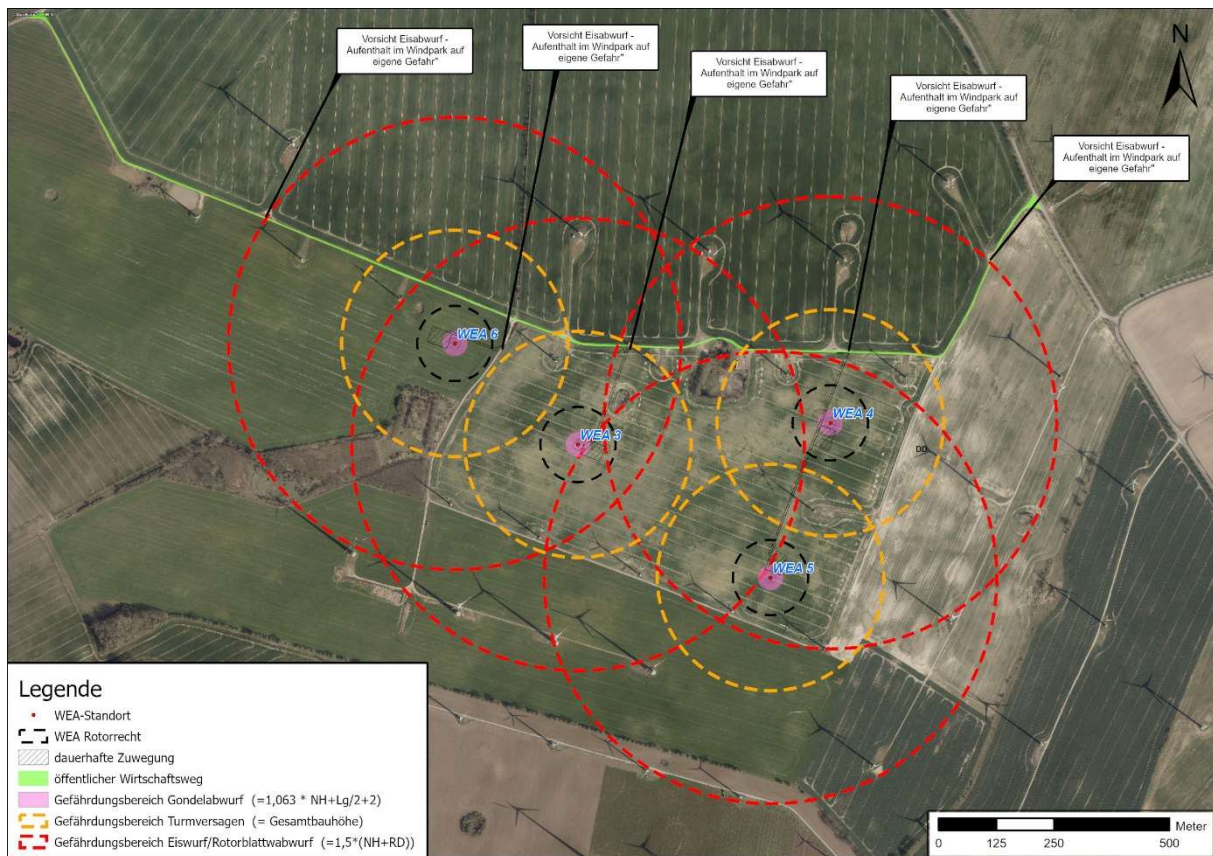 Vorsicht Eisabwurf -
Aufenthalt im Windpark auf
eigene Gefahr"
Vorsicht Eisabwurf -
Aufenthalt im Windpark auf
eigene Gefahr"
Vorsicht Eisabwurf -
Aufenthalt im Windpark auf
eigene Gefahr"
Vorsicht Eisabwurf -
Aufenthalt im Windpark auf
eigene Gefahr"
Vorsicht Eisabwurf -
Aufenthalt im Windpark auf
eigene Gefahr"
N
WEA 6
WEA 3
WEA 4
WEA 5
Legende
WEA-Standort
WEA Rotorrecht
dauerhafte Zuwegung
öffentlicher Wirtschaftsweg
Gefährdungsbereich Gondelabwurf (=1,063 * NH+Lg/2+2)
Gefährdungsbereich Turmversagen (= Gesamtbauhöhe)
Gefährdungsbereich Eiswurf/Rotorblattwabwurf (=1,5*(NH+RD))
Meter
0 125 250 500